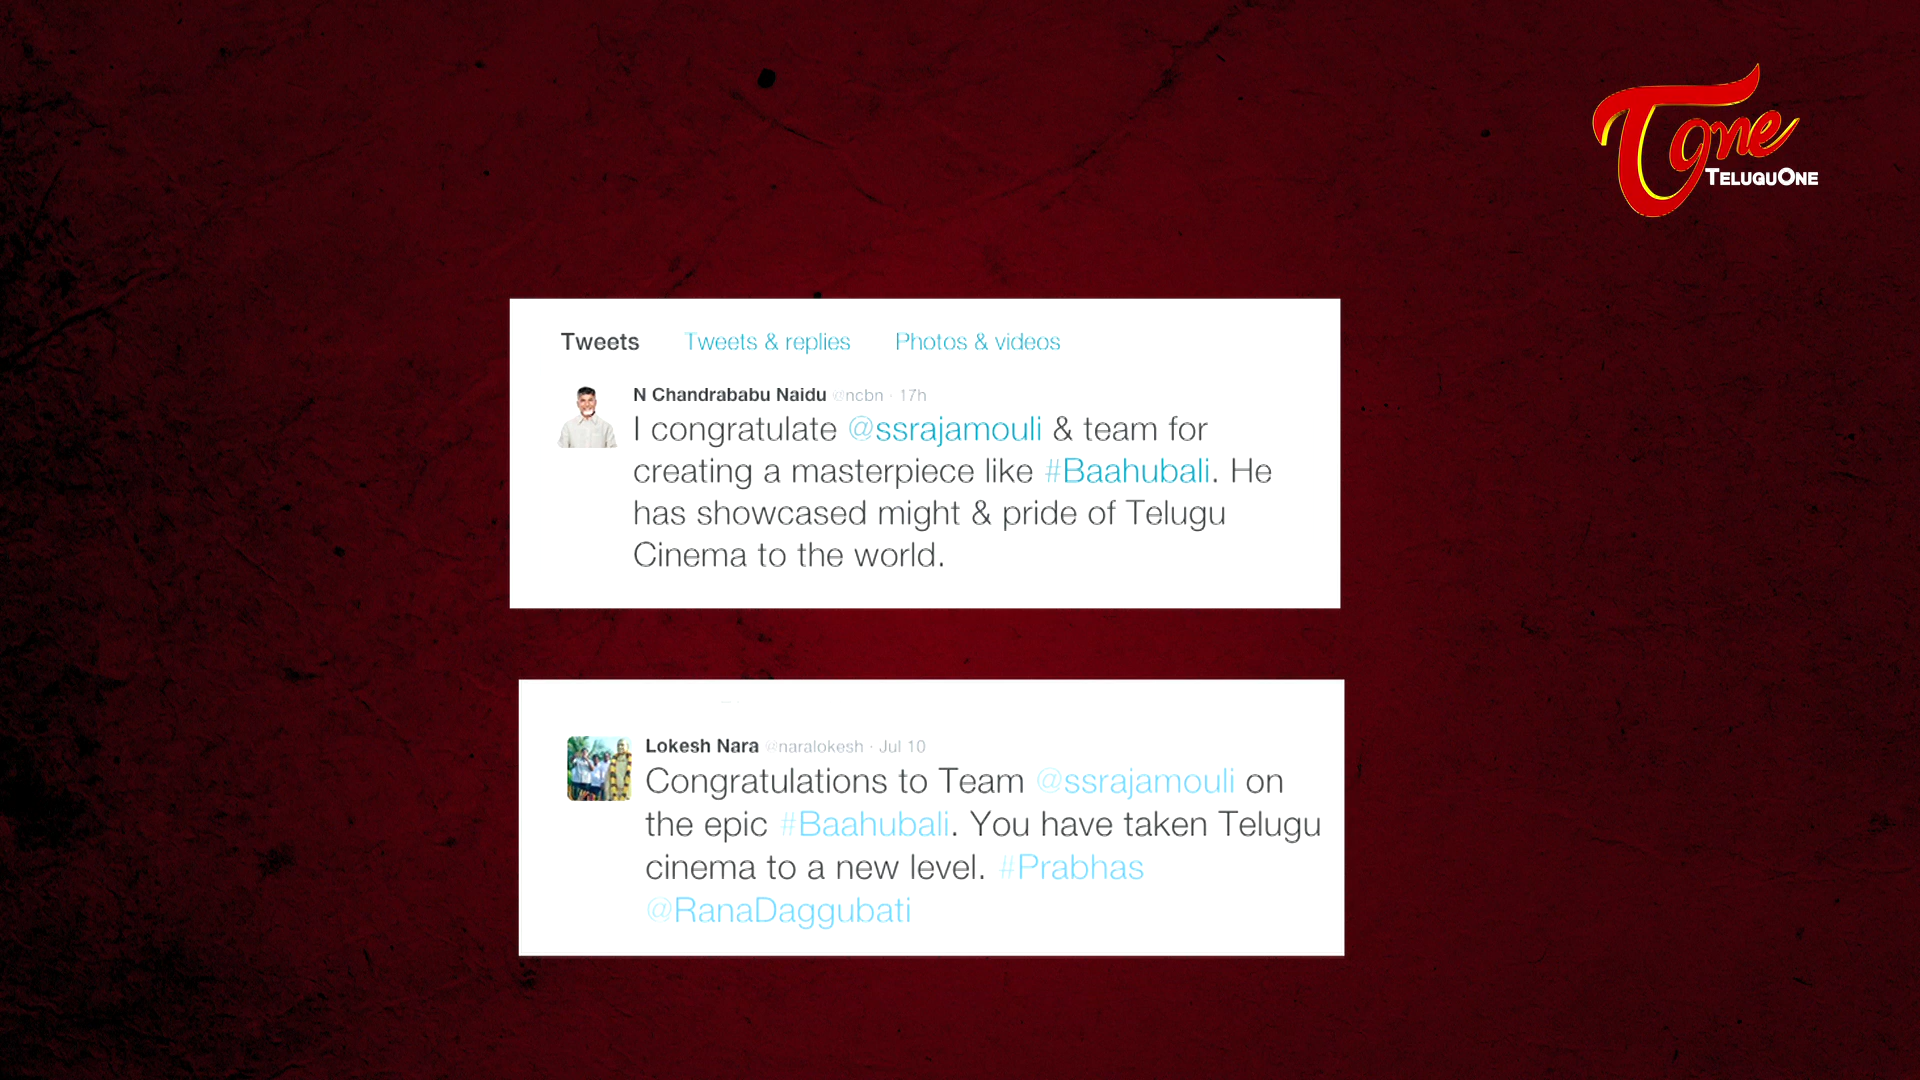 Tone
TELUGUONE
Tweets Tweets & replies Photos & videos
N Chandrababu Naidu @ncbn · 17h
I congratulate @ssrajamouli & team for
creating a masterpiece like #Baahubali. He
has showcased might & pride of Telugu
Cinema to the world.
Lokesh Nara @naralokesh · Jul 10
Congratulations to Team @ssrajamouli on
the epic #Baahubali. You have taken Telugu
cinema to a new level. #Prabhas
@RanaDaggubati